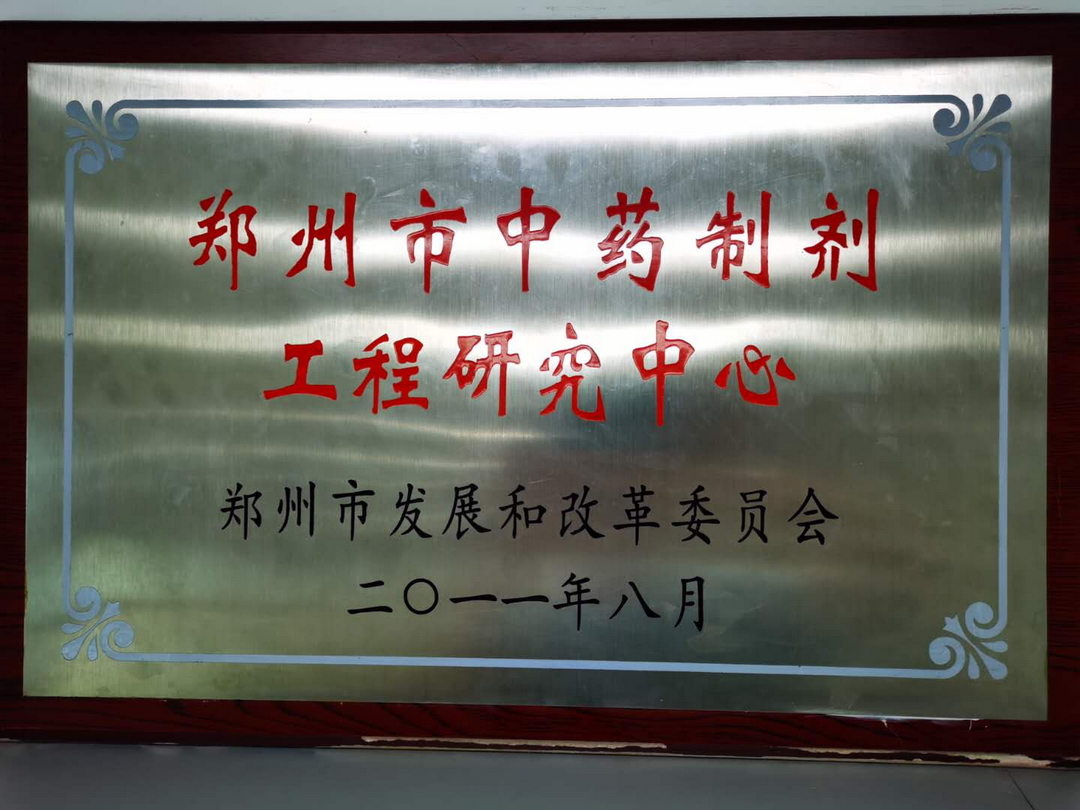 郑州市中药制剂
工程研究中心
郑州市发展和改革委员会
二〇一一年八月